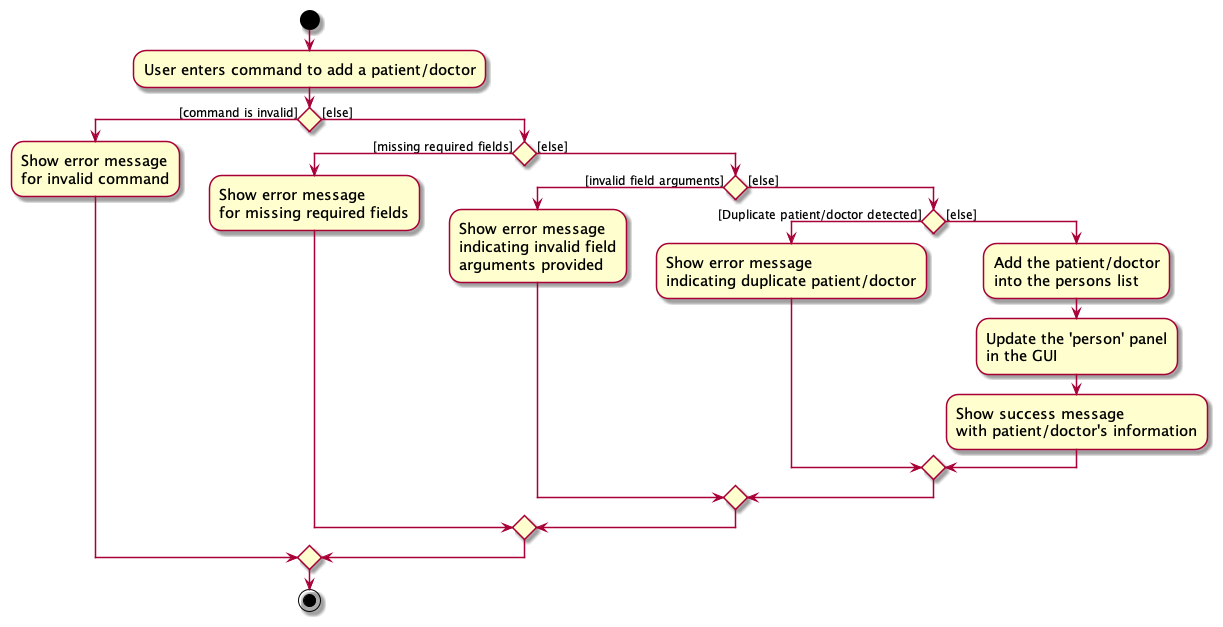 User enters command to add a patient/doctor
[command is invalid]
[else]
Show error message
for invalid command
[missing required fields]
[else]
Show error message
for missing required fields
[invalid field arguments]
[else]
Show error message
indicating invalid field
arguments provided
[Duplicate patient/doctor detected]
[else]
Show error message
indicating duplicate patient/doctor
Add the patient/doctor
into the persons list
Update the 'person' panel
in the GUI
Show success message
with patient/doctor's information